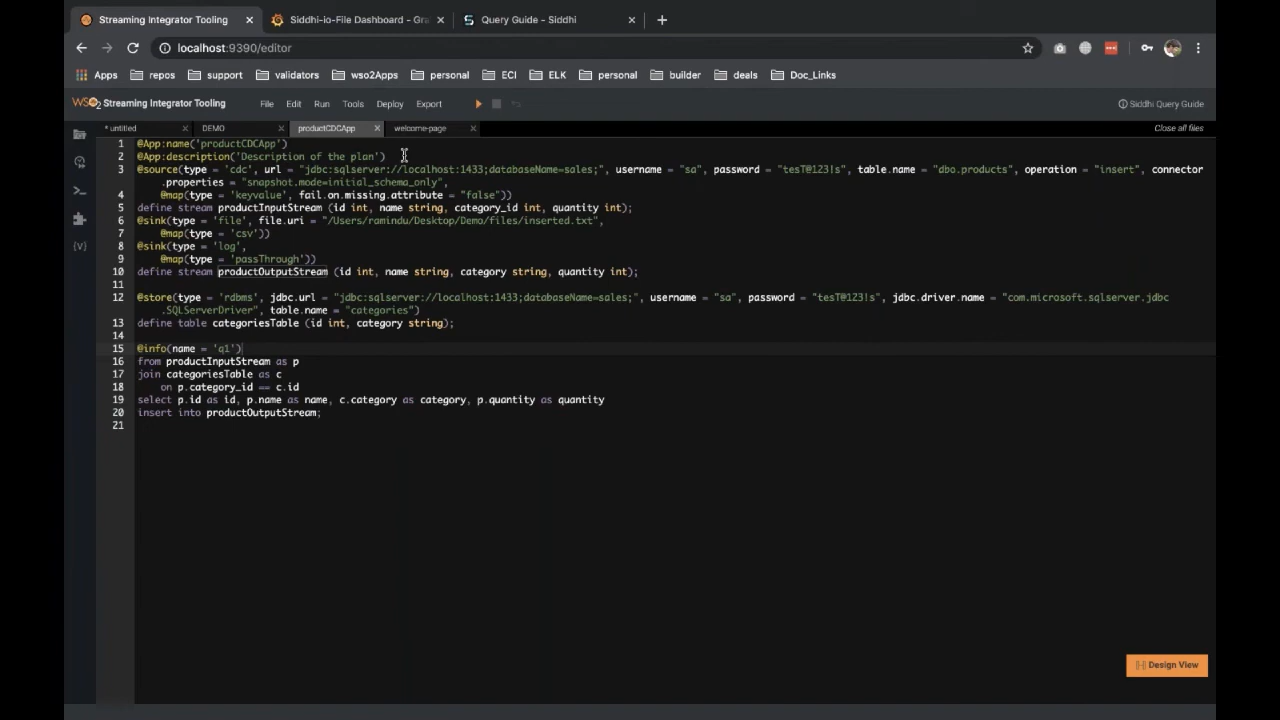 Streaming Integrator Tooling
Siddhi-io-File Dashboard - Gra
Query Guide - Siddhi
localhost:9390/editor
Apps repos support validators wso2Apps personal ECI ELK personal builder deals Doc_Links
WSO2 Streaming Integrator Tooling File Edit Run Tools Deploy Export Siddhi Query Guide
* untitled DEMO productCDCApp welcome-page Close all files
1 @App:name('productCDCApp')
2 @App:description('Description of the plan')
3 @source(type = 'cdc', url = "jdbc:sqlserver://localhost:1433;databaseName=sales;", username = "sa", password = "tesT@123!s", table.name = "dbo.products", operation = "insert", connector
.properties = "snapshot.mode=initial_schema_only",
4 @map(type = 'keyvalue', fail.on.missing.attribute = "false"))
5 define stream productInputStream (id int, name string, category_id int, quantity int);
6 @sink(type = 'file', file.uri = "/Users/ramindu/Desktop/Demo/files/inserted.txt",
7 @map(type = 'csv'))
8 @sink(type = 'log',
9 @map(type = 'passThrough'))
10 define stream productOutputStream (id int, name string, category string, quantity int);
11
12 @store(type = 'rdbms', jdbc.url = "jdbc:sqlserver://localhost:1433;databaseName=sales;", username = "sa", password = "tesT@123!s", jdbc.driver.name = "com.microsoft.sqlserver.jdbc
.SQLServerDriver", table.name = "categories")
13 define table categoriesTable (id int, category string);
14
15 @info(name = 'q1')
16 from productInputStream as p
17 join categoriesTable as c
18 on p.category_id == c.id
19 select p.id as id, p.name as name, c.category as category, p.quantity as quantity
20 insert into productOutputStream;
21
Design View